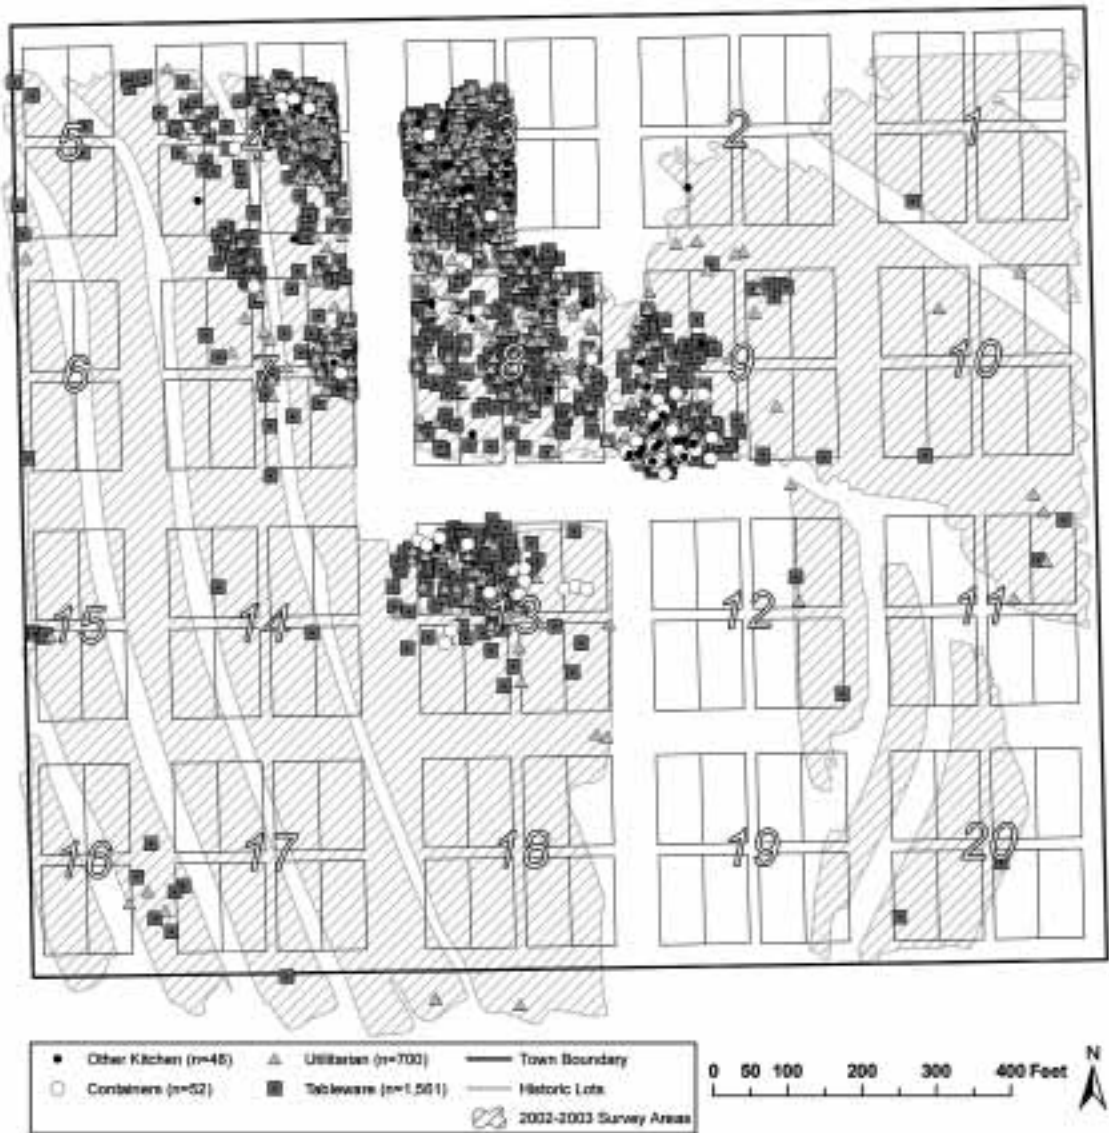 5 4 2 1
6 7 8 9 10
15 14 13 12 11
16 17 18 19 20
Other Kitchen (n=48) Utilitarian (n=700) Town Boundary
Containers (n=52) Tableware (n=1,561) Historic Lots
2002-2003 Survey Areas
0 50 100 200 300 400 Feet
N